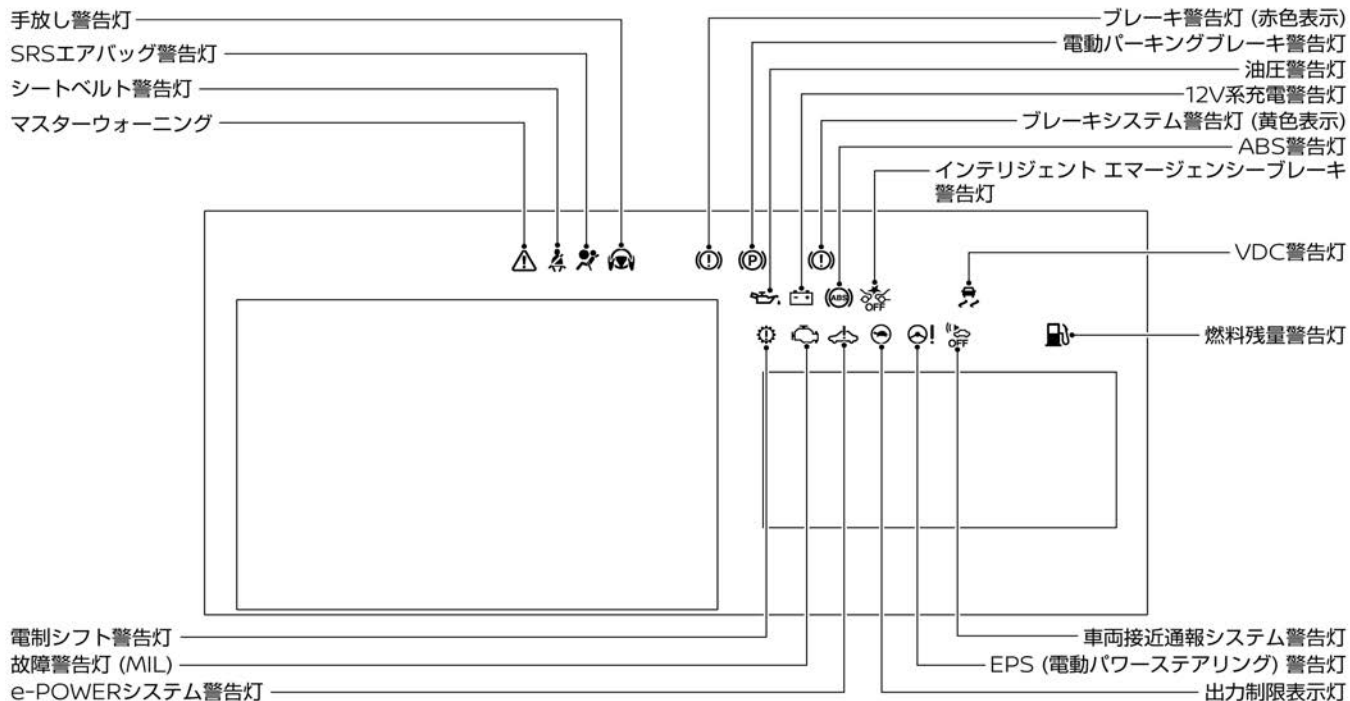 手放し警告灯
SRSエアバッグ警告灯
シートベルト警告灯
マスターウォーニング
ブレーキ警告灯 (赤色表示)
電動パーキングブレーキ警告灯
油圧警告灯
12V系充電警告灯
ブレーキシステム警告灯 (黄色表示)
ABS警告灯
インテリジェント エマージェンシーブレーキ
警告灯
VDC警告灯
燃料残量警告灯
P
ABS
OFF
OFF
電制シフト警告灯
故障警告灯 (MIL)
e-POWERシステム警告灯
車両接近通報システム警告灯
EPS (電動パワーステアリング) 警告灯
出力制限表示灯